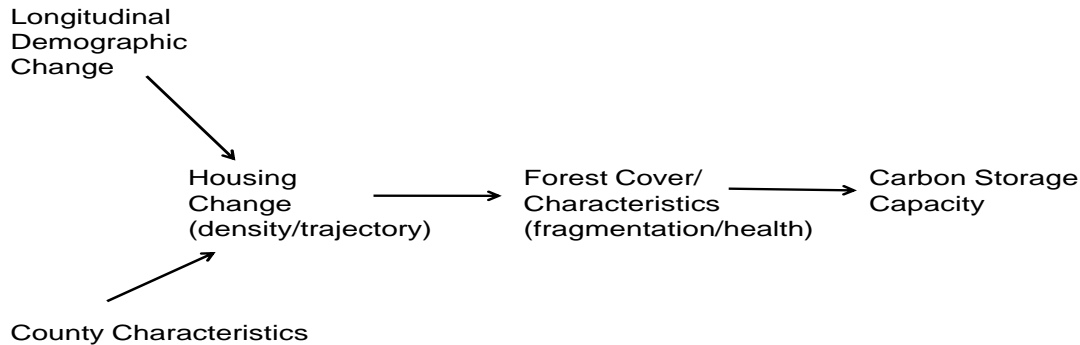 Longitudinal
Demographic
Change
Housing
Change
(density/trajectory)
Forest Cover/
Characteristics
(fragmentation/health)
Carbon Storage
Capacity
County Characteristics